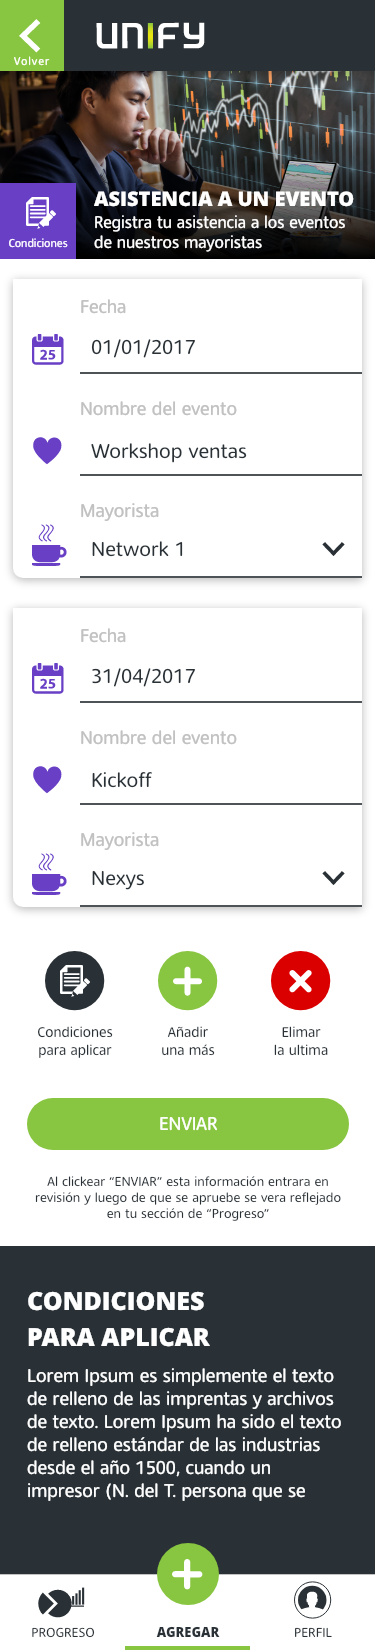 Volver
UNIFY
ASISTENCIA A UN EVENTO
Registra tu asistencia a los eventos
de nuestros mayoristas
Condiciones
Fecha
25
01/01/2017
Nombre del evento
Workshop ventas
Mayorista
Network 1
Fecha
25
31/04/2017
Nombre del evento
Kickoff
Mayorista
Nexys
Condiciones
para aplicar
Añadir
una más
Elimar
la ultima
ENVIAR
Al clickear “ENVIAR” esta información entrara en
revisión y luego de que se apruebe se vera reflejado
en tu sección de “Progreso”
CONDICIONES
PARA APLICAR
Lorem Ipsum es simplemente el texto
de relleno de las imprentas y archivos
de texto. Lorem Ipsum ha sido el texto
de relleno estándar de las industrias
desde el año 1500, cuando un
impresor (N. del T. persona que se
PROGRESO
AGREGAR
PERFIL